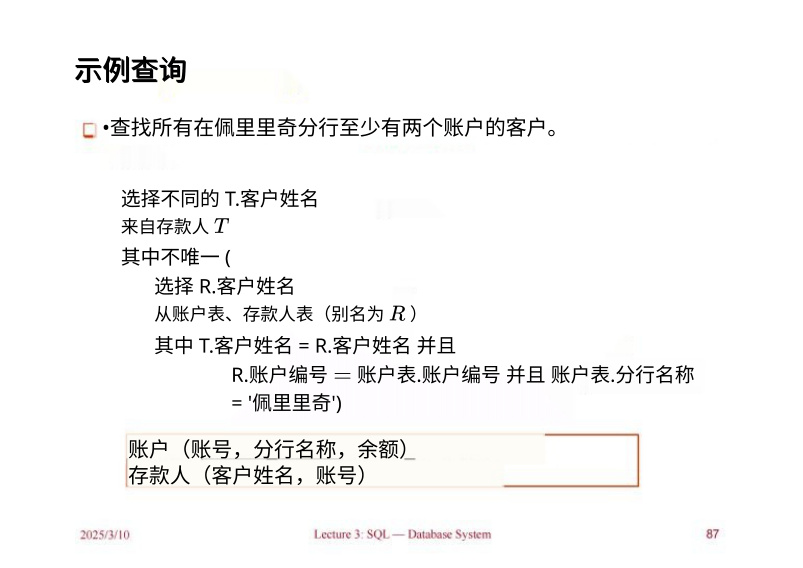 示例查询
•查找所有在佩里里奇分行至少有两个账户的客户。
选择不同的 T.客户姓名
来自存款人 T
其中不唯一 (
选择 R.客户姓名
从账户表、存款人表（别名为 R ）
其中 T.客户姓名 = R.客户姓名 并且
R.账户编号 = 账户表.账户编号 并且 账户表.分行名称
= '佩里里奇')
账户（账号，分行名称，余额）
存款人（客户姓名，账号）
2025/3/10 Lecture 3: SQL — Database System 87